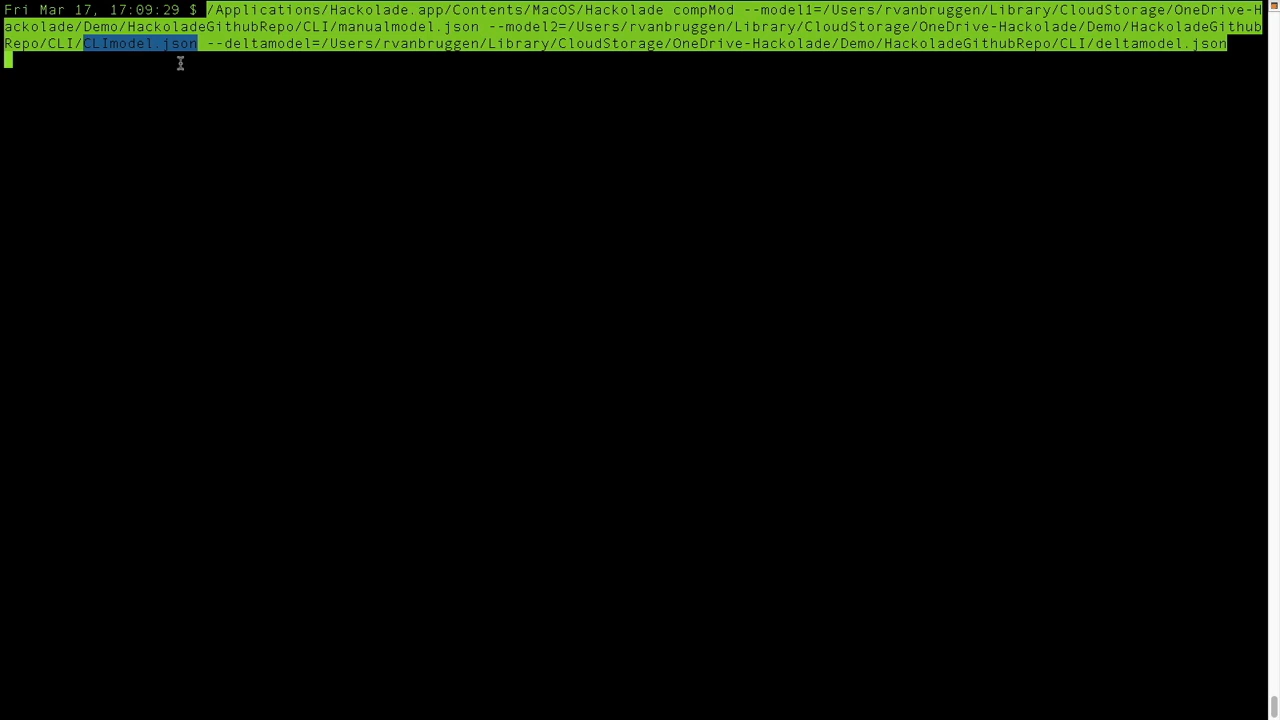 Fri Mar 17, 17:09:29 $ /Applications/Hackolade.app/Contents/MacOS/Hackolade compMod --model1=/Users/rvanbruggen/Library/CloudStorage/OneDrive-H
ackolade/Demo/HackoladeGithubRepo/CLI/manualmodel.json --model2=/Users/rvanbruggen/Library/CloudStorage/OneDrive-Hackolade/Demo/HackoladeGithub
Repo/CLI/CLImodel.json --deltamodel=/Users/rvanbruggen/Library/CloudStorage/OneDrive-Hackolade/Demo/HackoladeGithubRepo/CLI/deltamodel.json